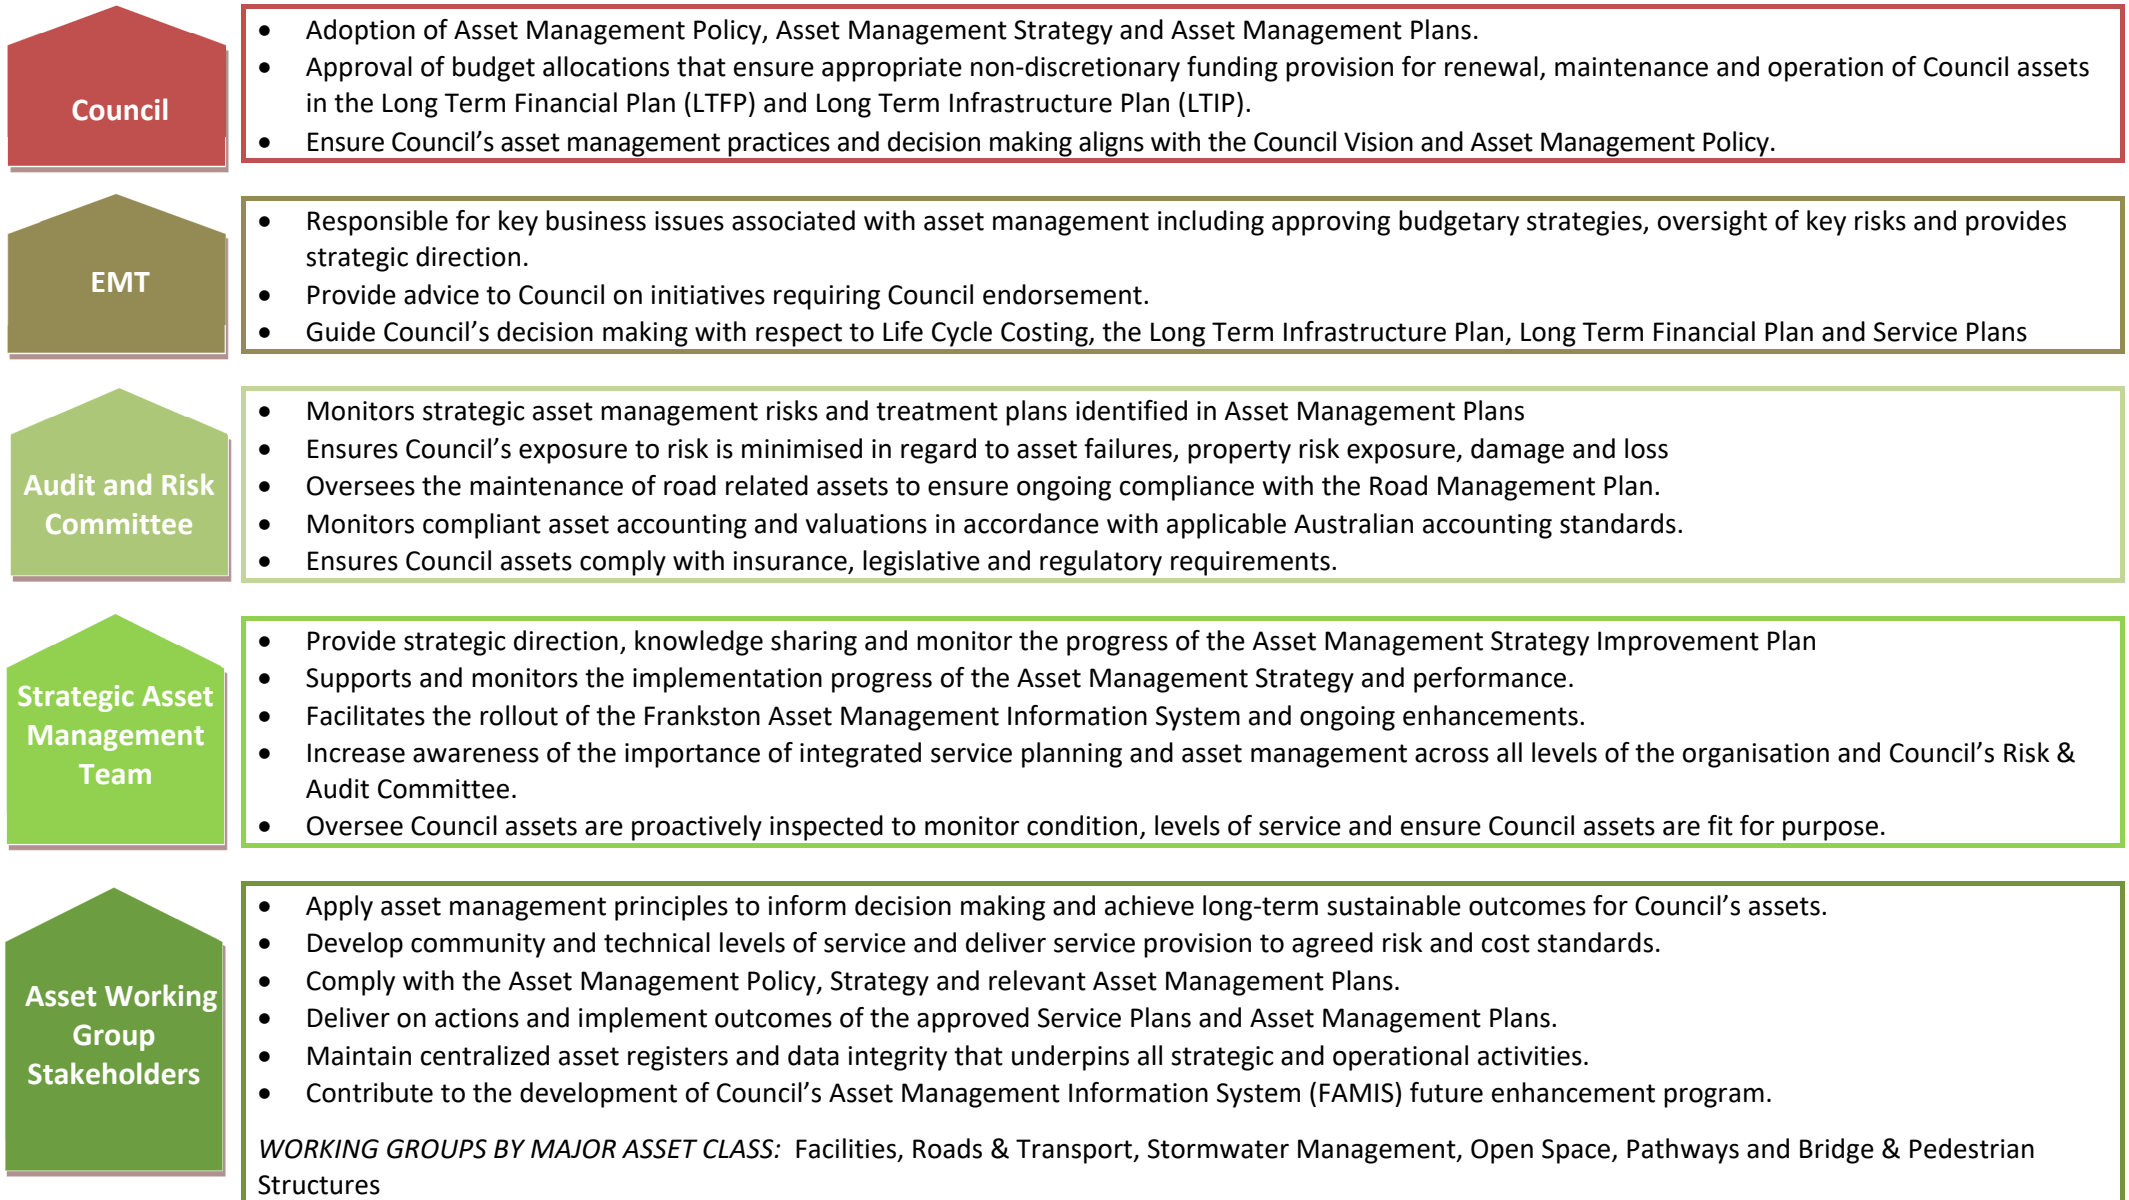 Council
• Adoption of Asset Management Policy, Asset Management Strategy and Asset Management Plans.
• Approval of budget allocations that ensure appropriate non-discretionary funding provision for renewal, maintenance and operation of Council assets
in the Long Term Financial Plan (LTFP) and Long Term Infrastructure Plan (LTIP).
• Ensure Council’s asset management practices and decision making aligns with the Council Vision and Asset Management Policy.
EMT
• Responsible for key business issues associated with asset management including approving budgetary strategies, oversight of key risks and provides
strategic direction.
• Provide advice to Council on initiatives requiring Council endorsement.
• Guide Council’s decision making with respect to Life Cycle Costing, the Long Term Infrastructure Plan, Long Term Financial Plan and Service Plans
Audit and Risk
Committee
• Monitors strategic asset management risks and treatment plans identified in Asset Management Plans
• Ensures Council’s exposure to risk is minimised in regard to asset failures, property risk exposure, damage and loss
• Oversees the maintenance of road related assets to ensure ongoing compliance with the Road Management Plan.
• Monitors compliant asset accounting and valuations in accordance with applicable Australian accounting standards.
• Ensures Council assets comply with insurance, legislative and regulatory requirements.
Strategic Asset
Management
Team
• Provide strategic direction, knowledge sharing and monitor the progress of the Asset Management Strategy Improvement Plan
• Supports and monitors the implementation progress of the Asset Management Strategy and performance.
• Facilitates the rollout of the Frankston Asset Management Information System and ongoing enhancements.
• Increase awareness of the importance of integrated service planning and asset management across all levels of the organisation and Council’s Risk &
Audit Committee.
• Oversee Council assets are proactively inspected to monitor condition, levels of service and ensure Council assets are fit for purpose.
Asset Working
Group
Stakeholders
• Apply asset management principles to inform decision making and achieve long-term sustainable outcomes for Council’s assets.
• Develop community and technical levels of service and deliver service provision to agreed risk and cost standards.
• Comply with the Asset Management Policy, Strategy and relevant Asset Management Plans.
• Deliver on actions and implement outcomes of the approved Service Plans and Asset Management Plans.
• Maintain centralized asset registers and data integrity that underpins all strategic and operational activities.
• Contribute to the development of Council’s Asset Management Information System (FAMIS) future enhancement program.
WORKING GROUPS BY MAJOR ASSET CLASS: Facilities, Roads & Transport, Stormwater Management, Open Space, Pathways and Bridge & Pedestrian
Structures